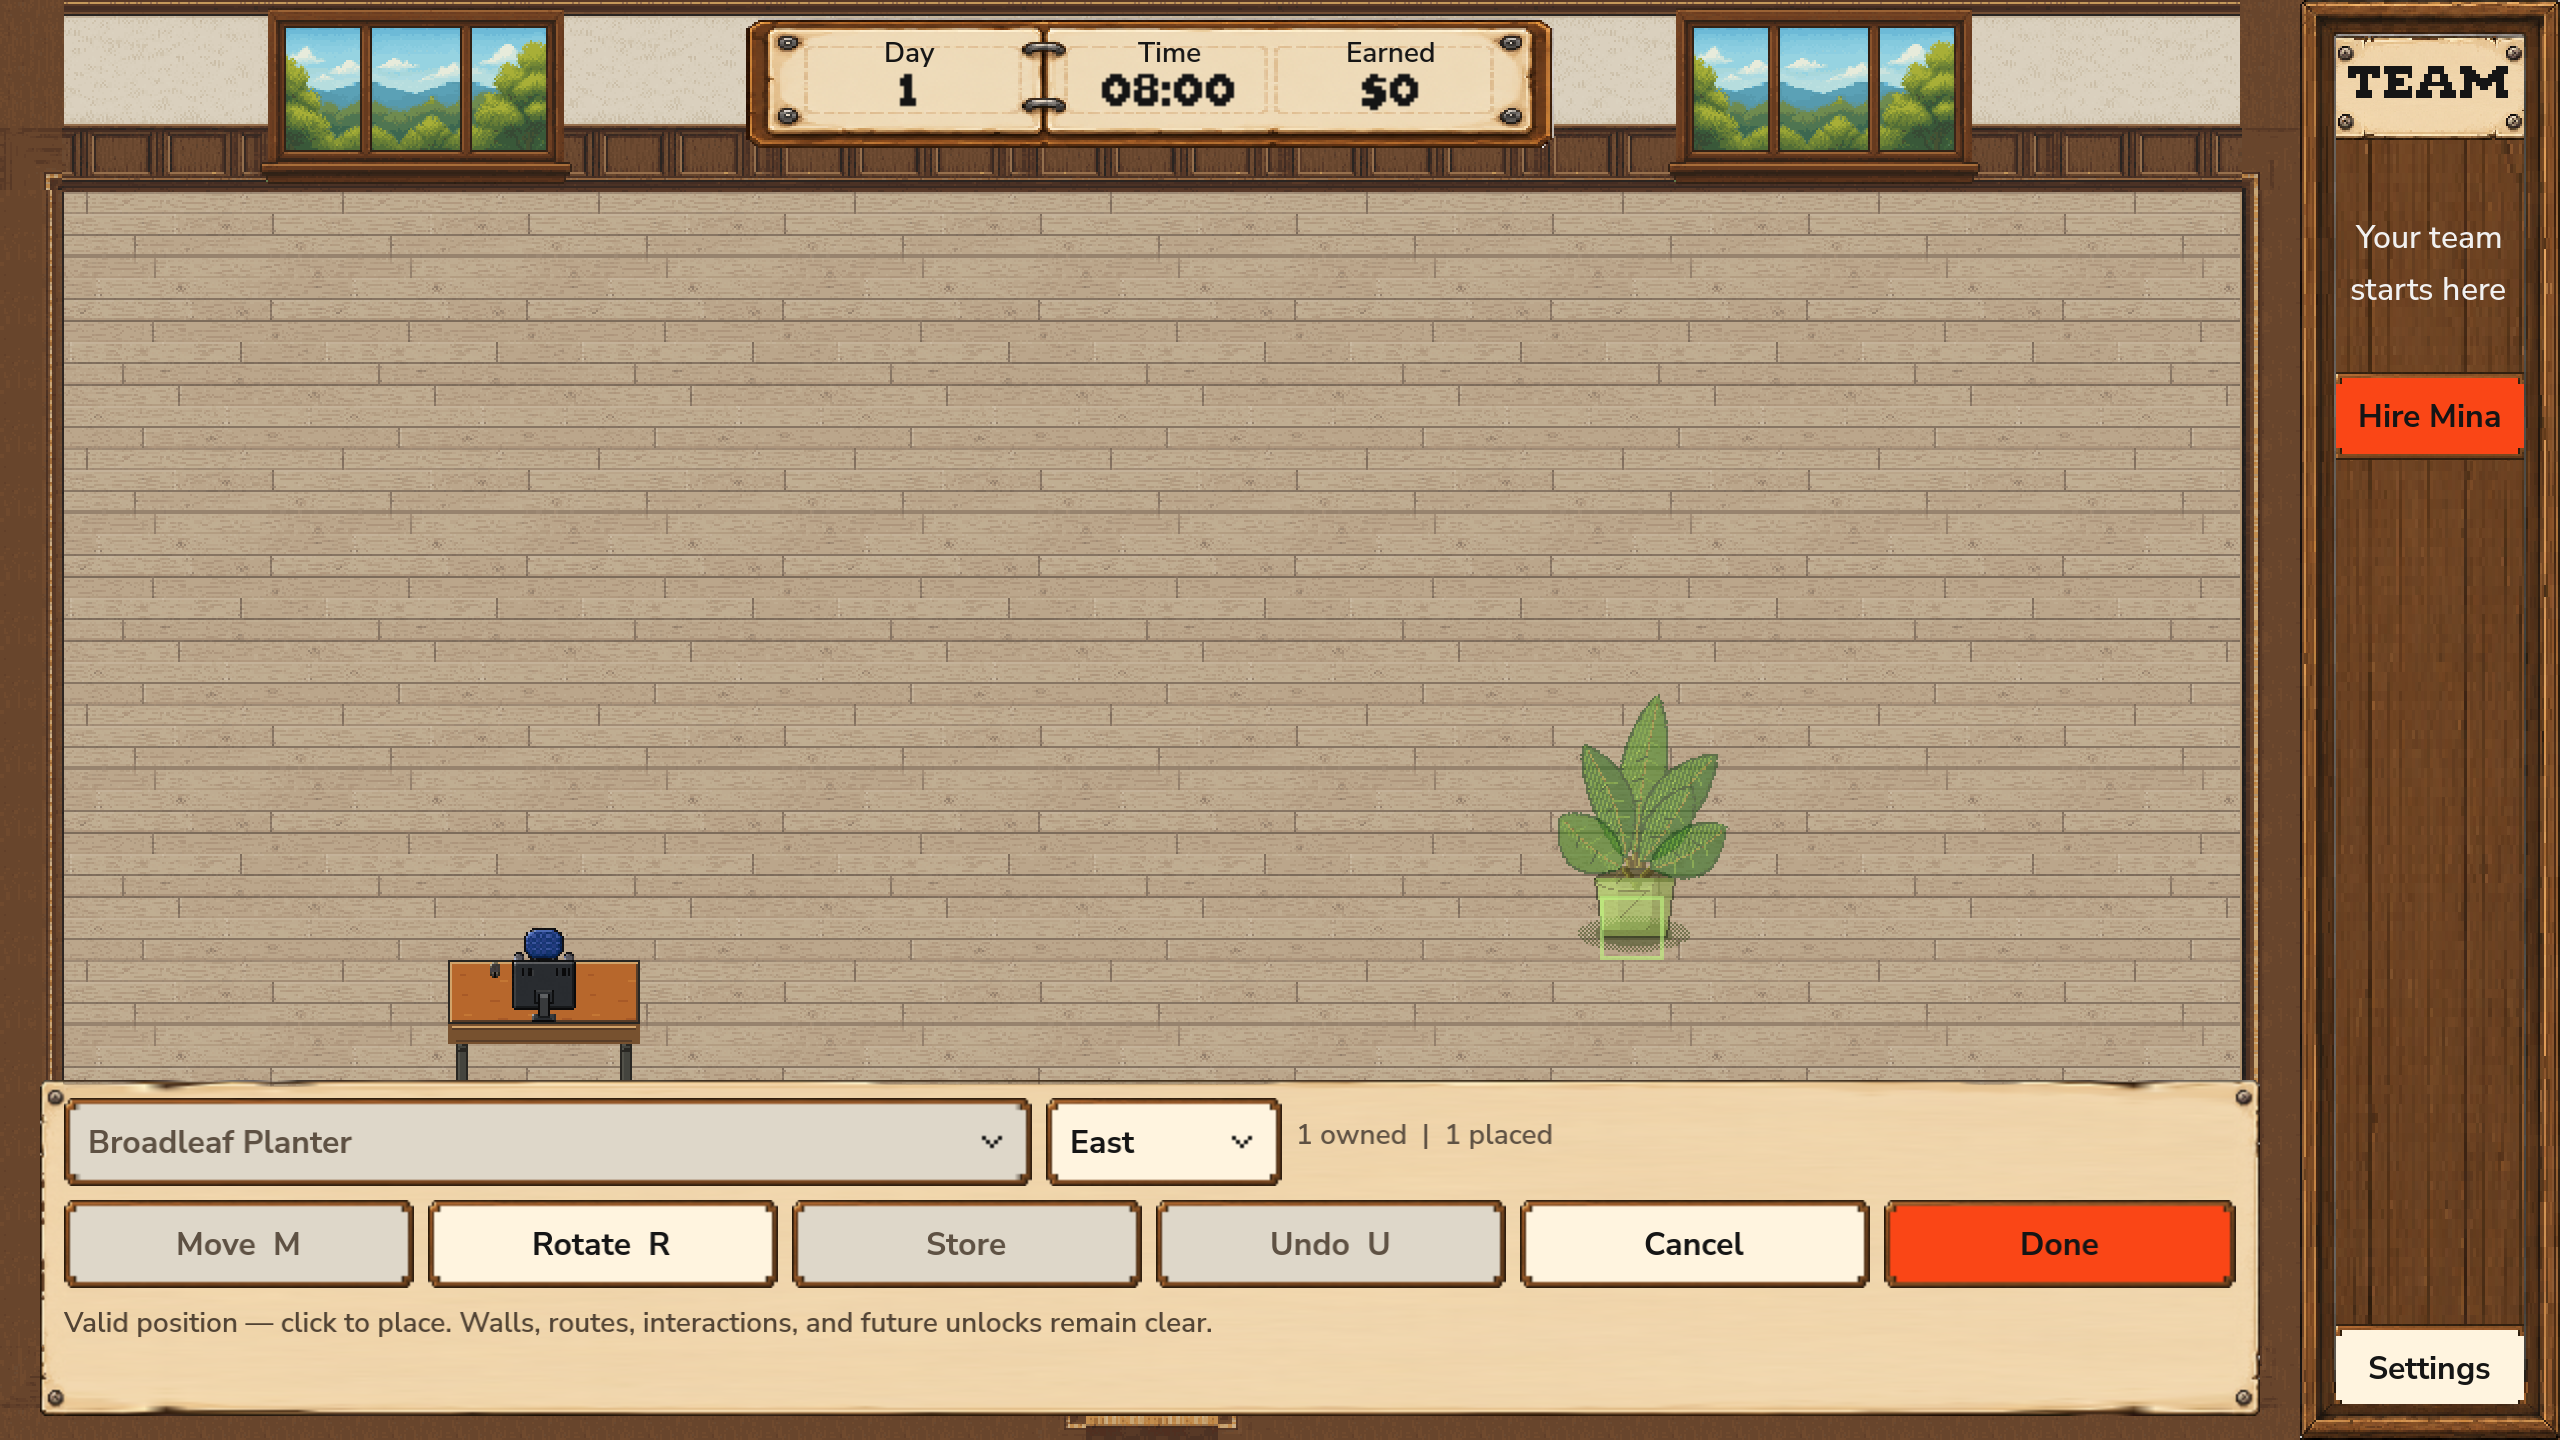 Day
1
Time
08:00
Earned
$0
TEAM
Your team
starts here
Hire Mina
Broadleaf Planter
East
1 owned | 1 placed
Move M
Rotate R
Store
Undo U
Cancel
Done
Valid position — click to place. Walls, routes, interactions, and future unlocks remain clear.
Settings